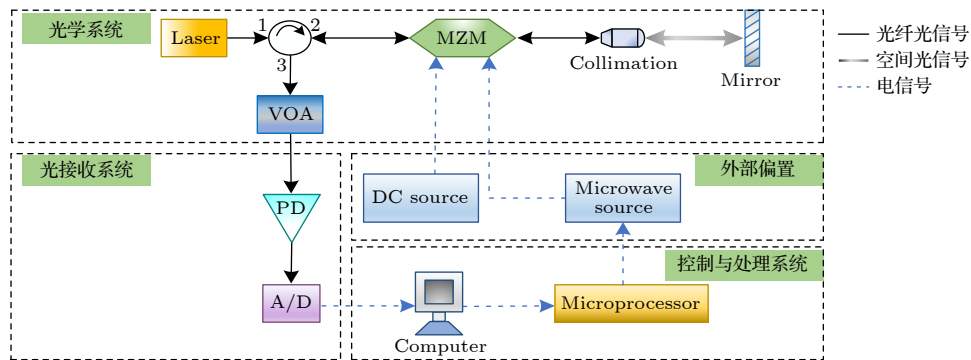 光学系统
Laser
1
2
3
MZM
Collimation
Mirror
VOA
光纤光信号
空间光信号
电信号
光接收系统
PD
A/D
外部偏置
DC source
Microwave
source
控制与处理系统
Computer
Microprocessor